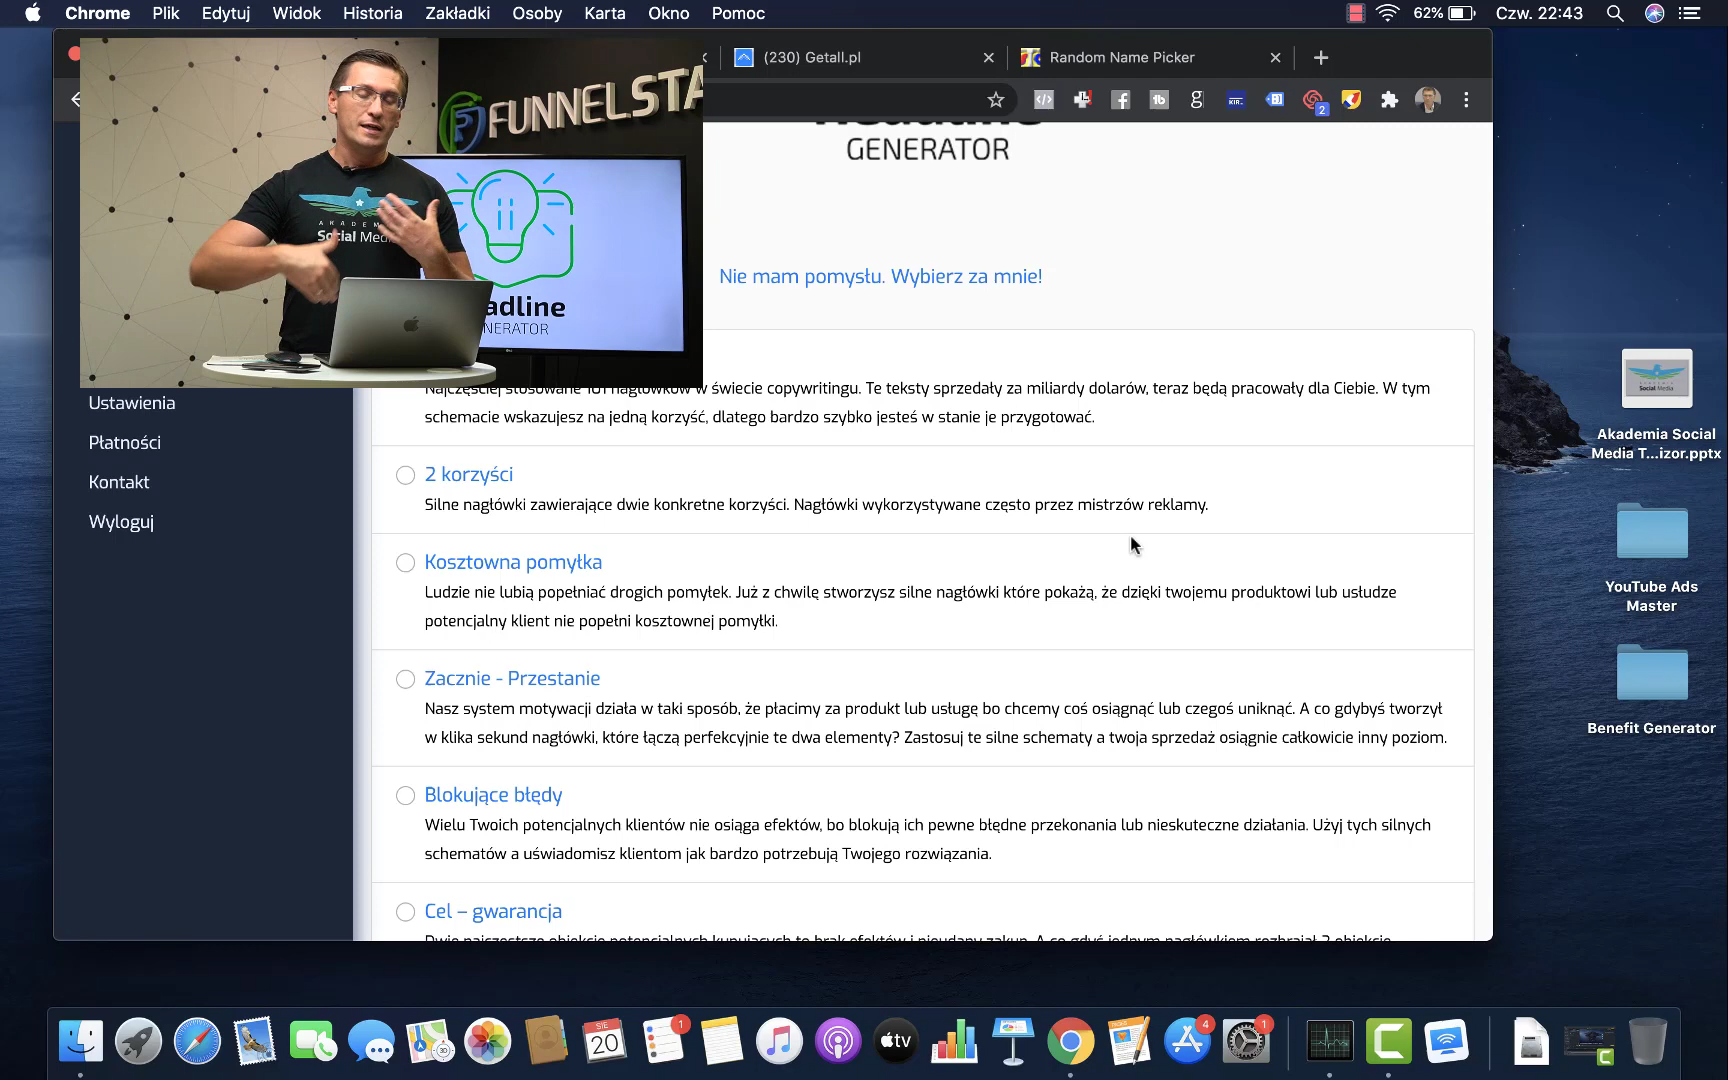 Chrome Plik Edytuj Widok Historia Zakładki Osoby Karta Okno Pomoc 62% Czw. 22:43
(230) Getall.pl
Random Name Picker
FUNNELSTA
AKADEM
Social Med
adline
NERATOR
GENERATOR
Nie mam pomysłu. Wybierz za mnie!
Najczęściej stosowane 101 nagłówków w świecie copywritingu. Te teksty sprzedały za miliardy dolarów, teraz będą pracowały dla Ciebie. W tym
schemacie wskazujesz na jedną korzyść, dlatego bardzo szybko jesteś w stanie je przygotować.
Ustawienia
Płatności
Kontakt
Wyloguj
2 korzyści
Silne nagłówki zawierające dwie konkretne korzyści. Nagłówki wykorzystywane często przez mistrzów reklamy.
Kosztowna pomyłka
Ludzie nie lubią popełniać drogich pomyłek. Już z chwilę stworzysz silne nagłówki które pokażą, że dzięki twojemu produktowi lub usłudze
potencjalny klient nie popełni kosztownej pomyłki.
Zacznie - Przestanie
Nasz system motywacji działa w taki sposób, że płacimy za produkt lub usługę bo chcemy coś osiągnąć lub czegoś uniknąć. A co gdybyś tworzył
w klika sekund nagłówki, które łączą perfekcyjnie te dwa elementy? Zastosuj te silne schematy a twoja sprzedaż osiągnie całkowicie inny poziom.
Blokujące błędy
Wielu Twoich potencjalnych klientów nie osiąga efektów, bo blokują ich pewne błędne przekonania lub nieskuteczne działania. Użyj tych silnych
schematów a uświadomisz klientom jak bardzo potrzebują Twojego rozwiązania.
Cel – gwarancja
Akademia Social
Media T...izor.pptx
YouTube Ads
Master
Benefit Generator
SIE
20
tv